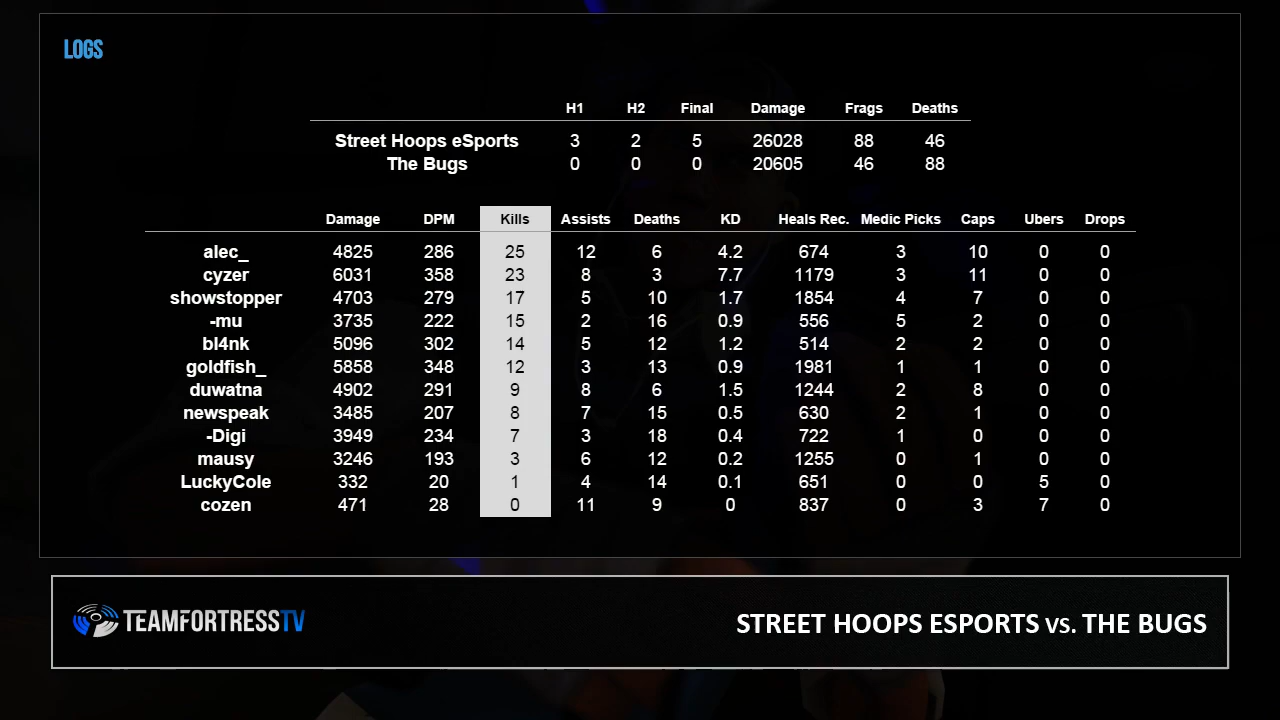 LOGS
H1 H2 Final Damage Frags Deaths
Street Hoops eSports 3 2 5 26028 88 46
The Bugs 0 0 0 20605 46 88
Damage DPM Kills Assists Deaths KD Heals Rec. Medic Picks Caps Ubers Drops
alec_ 4825 286 25 12 6 4.2 674 3 10 0 0
cyzer 6031 358 23 8 3 7.7 1179 3 11 0 0
showstopper 4703 279 17 5 10 1.7 1854 4 7 0 0
-mu 3735 222 15 2 16 0.9 556 5 2 0 0
bl4nk 5096 302 14 5 12 1.2 514 2 2 0 0
goldfish_ 5858 348 12 3 13 0.9 1981 1 1 0 0
duwatna 4902 291 9 8 6 1.5 1244 2 8 0 0
newspeak 3485 207 8 7 15 0.5 630 2 1 0 0
-Digi 3949 234 7 3 18 0.4 722 1 0 0 0
mausy 3246 193 3 6 12 0.2 1255 0 1 0 0
LuckyCole 332 20 1 4 14 0.1 651 0 0 5 0
cozen 471 28 0 11 9 0 837 0 3 7 0
TEAMFORTRESSTV
STREET HOOPS ESPORTS VS. THE BUGS